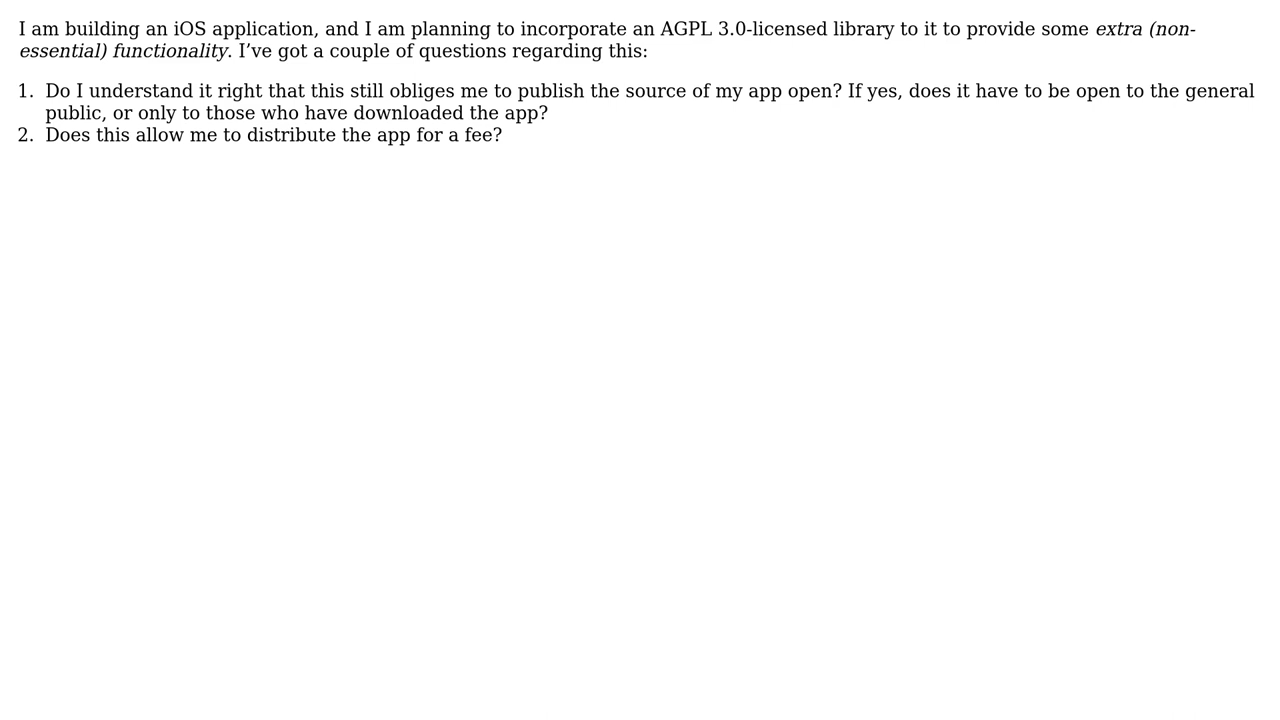 I am building an iOS application, and I am planning to incorporate an AGPL 3.0-licensed library to it to provide some extra (non-
essential) functionality. I’ve got a couple of questions regarding this:
1. Do I understand it right that this still obliges me to publish the source of my app open? If yes, does it have to be open to the general
public, or only to those who have downloaded the app?
2. Does this allow me to distribute the app for a fee?